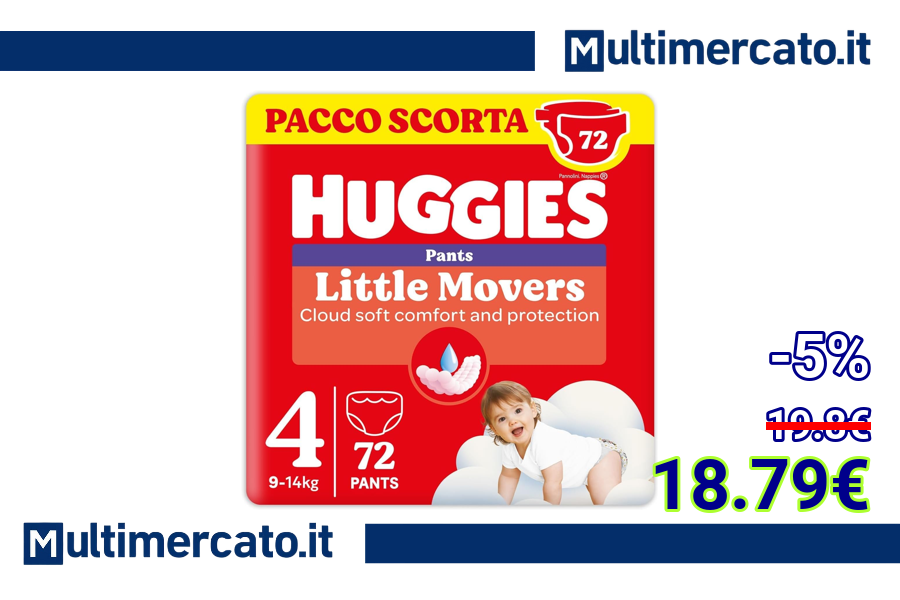 Multimercato.it
PACCO SCORTA
72
Pannolini. Nappies ®
HUGGIES
Pants
Little Movers
Cloud soft comfort and protection
4
9-14kg
72
PANTS
-5%
19.8€
18.79€
Multimercato.it